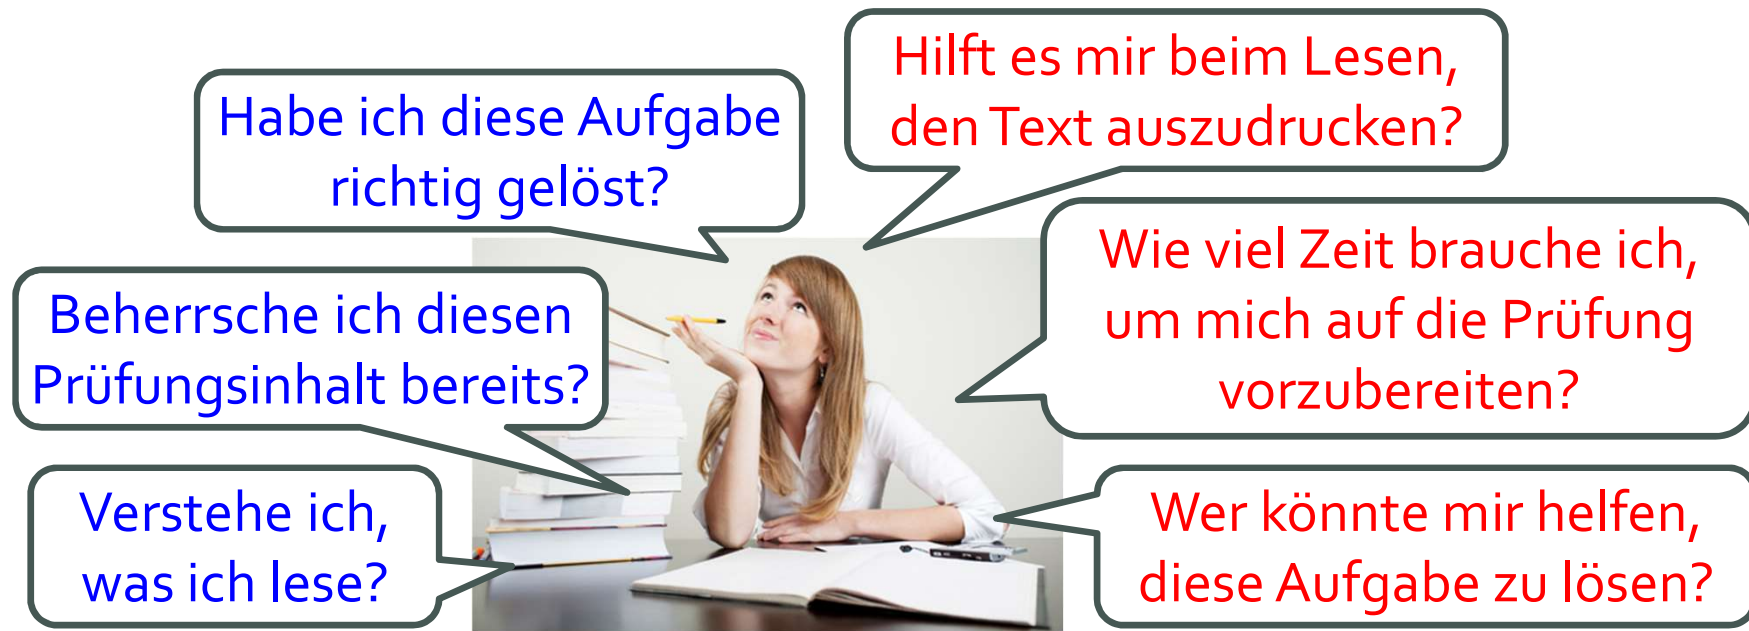 Habe ich diese Aufgabe
richtig gelöst?
Hilft es mir beim Lesen,
den Text auszudrucken?
Beherrsche ich diesen
Prüfungsinhalt bereits?
Wie viel Zeit brauche ich,
um mich auf die Prüfung
vorzubereiten?
Verstehe ich,
was ich lese?
Wer könnte mir helfen,
diese Aufgabe zu lösen?